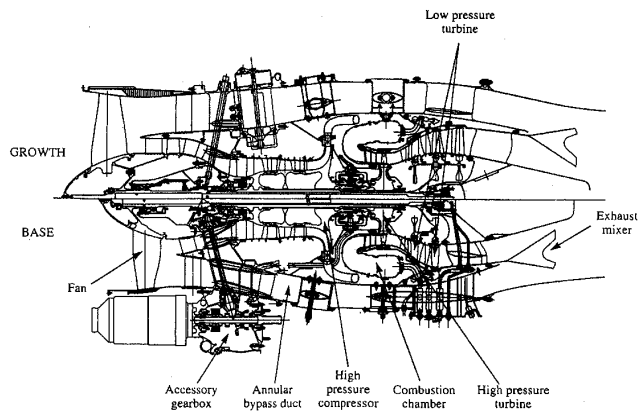 Low pressure
turbine
GROWTH
BASE
Exhaust
mixer
Fan
Accessory
gearbox
Annular
bypass duct
High
pressure
compressor
Combustion
chamber
High pressure
turbine